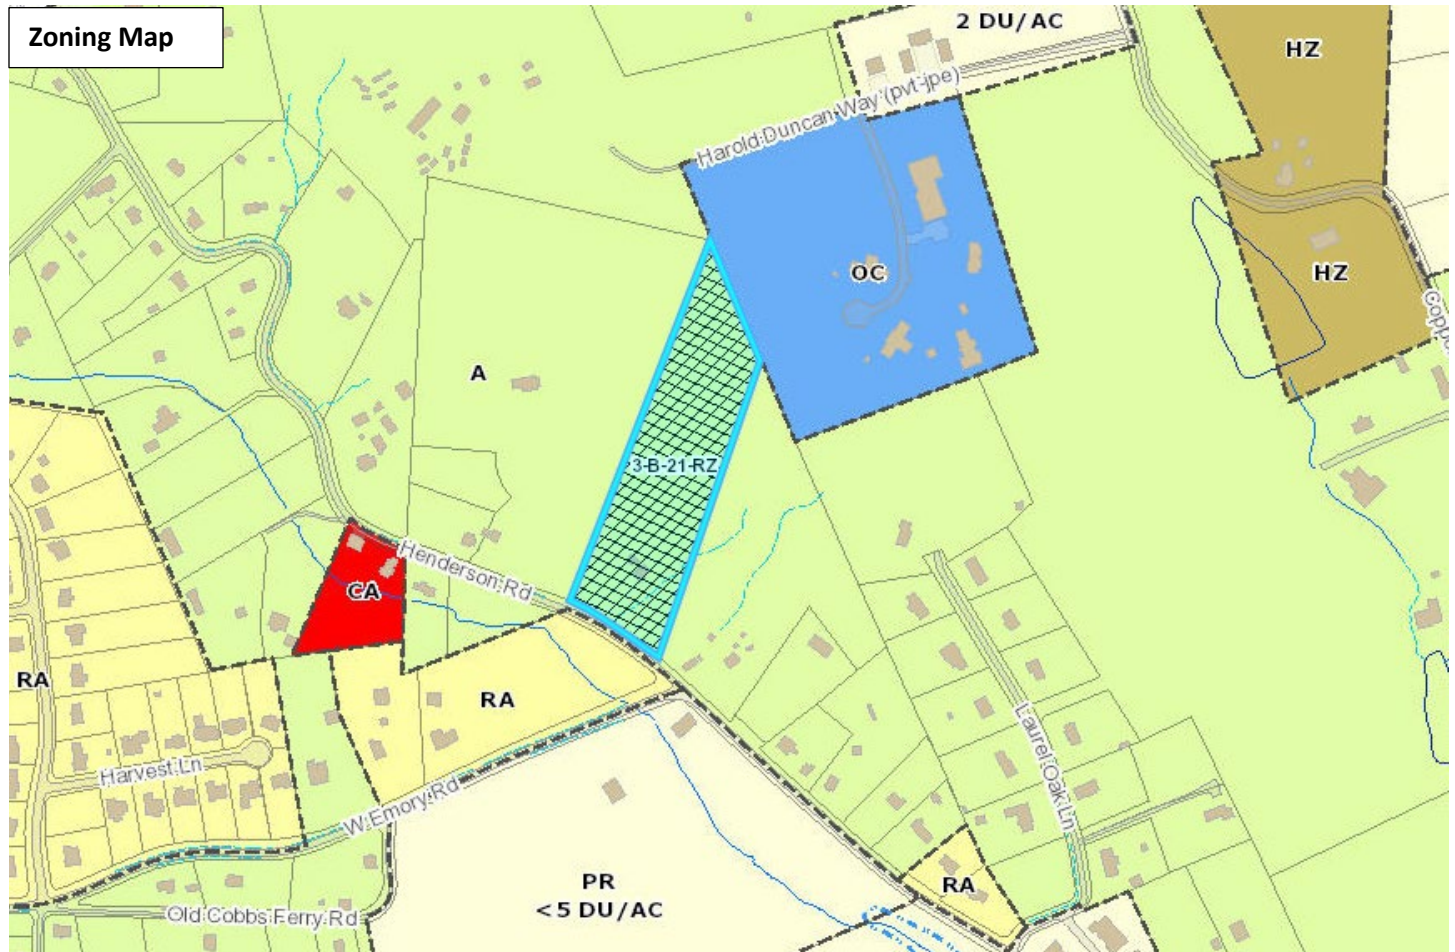 Zoning Map
2 DU/AC
HZ
Harold Duncan Way (pvt-jpe)
OC
HZ
A
3-B-21-RZ
Henderson Rd
CA
RA
RA
Harvest Ln
W Emory Rd
Laurel Oak Ln
PR
<5 DU/AC
RA
Old Cobbs Ferry Rd